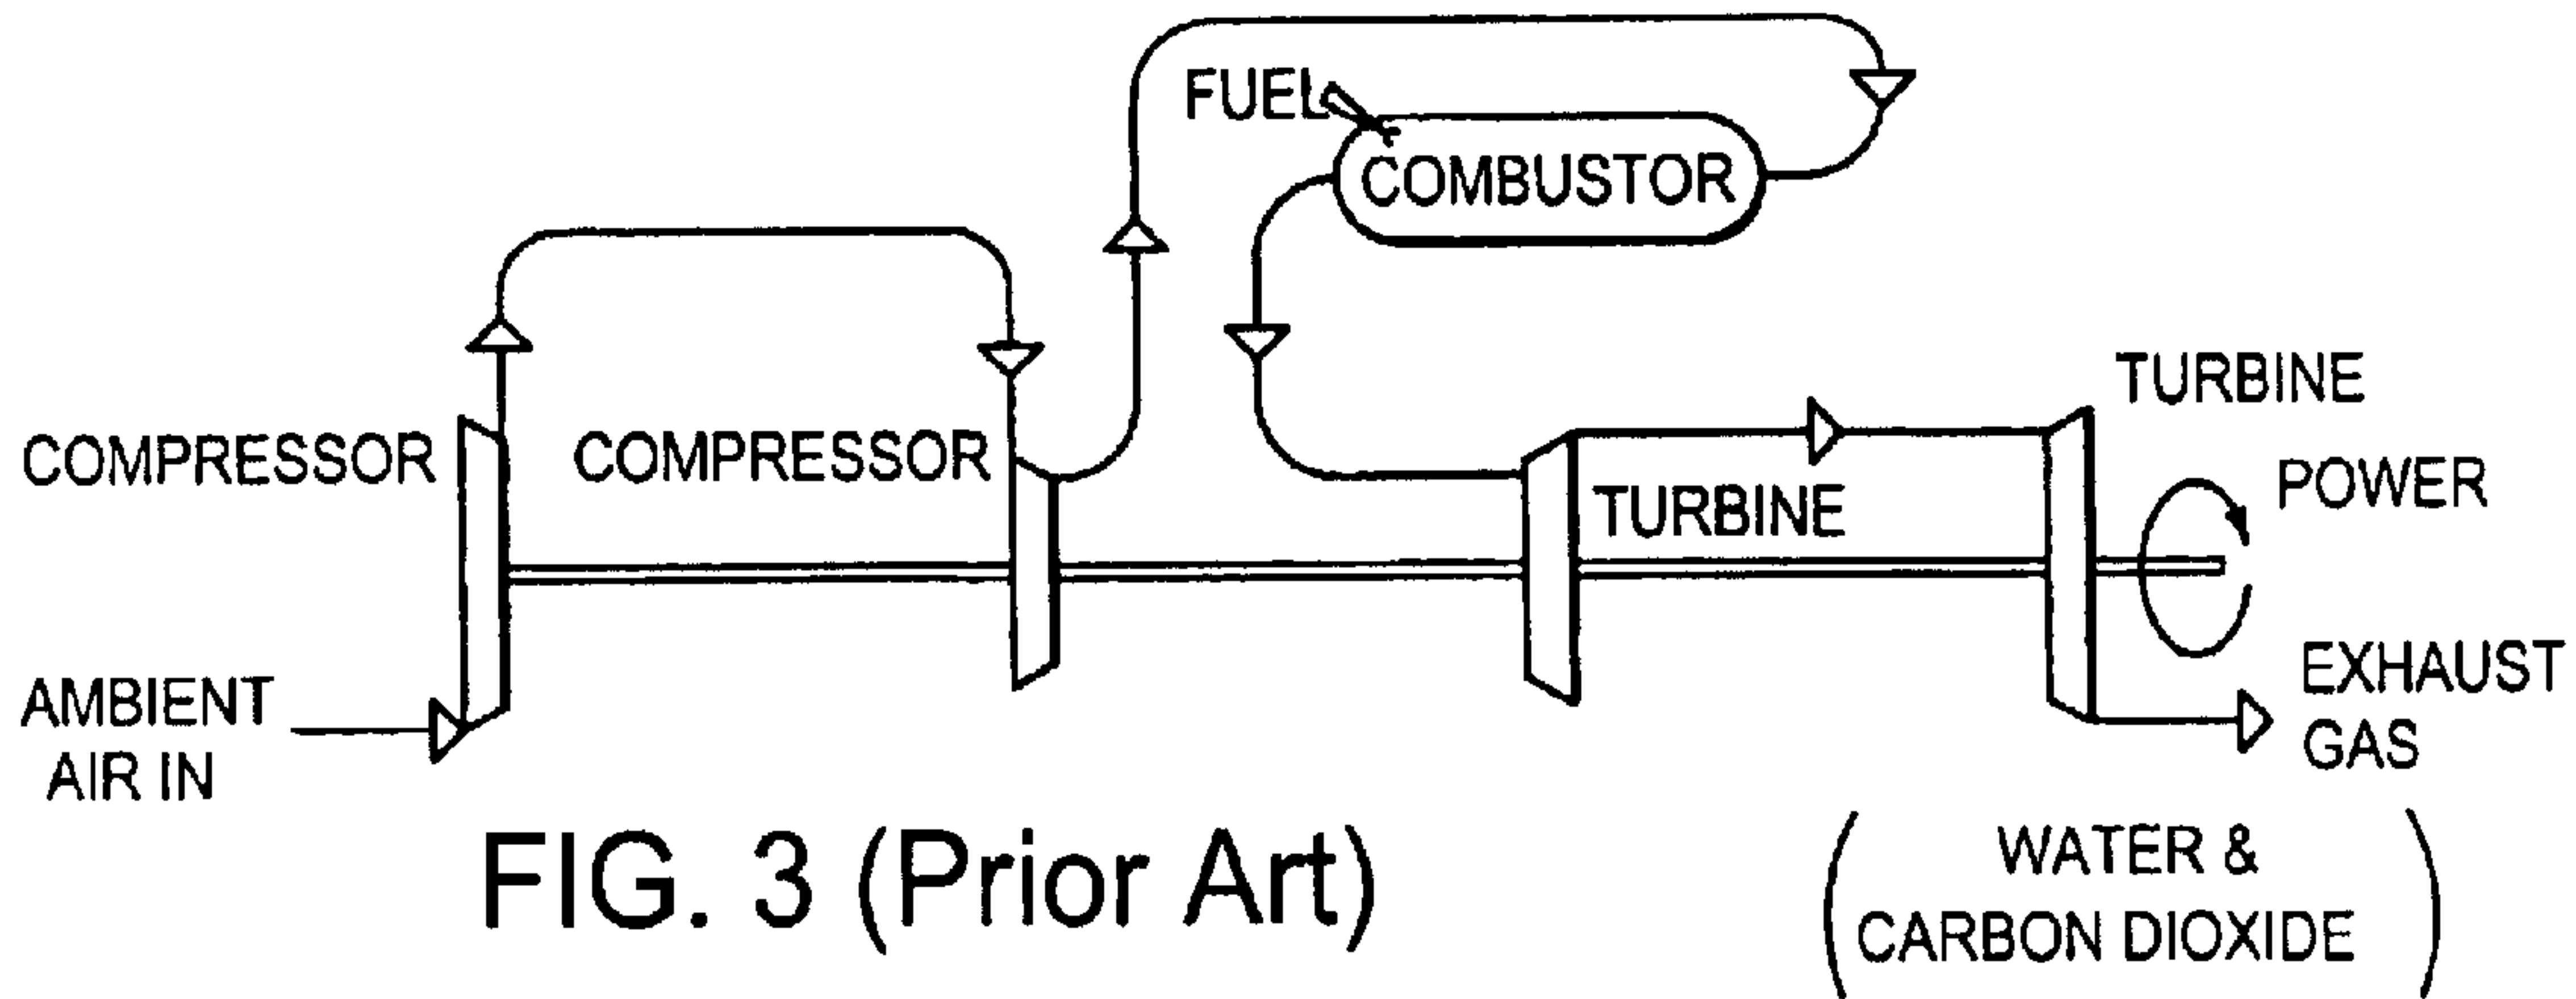 FUEL
COMBUSTOR
COMPRESSOR
COMPRESSOR
TURBINE
TURBINE
POWER
AMBIENT
AIR IN
EXHAUST
GAS
FIG. 3 (Prior Art)
( WATER &
CARBON DIOXIDE )